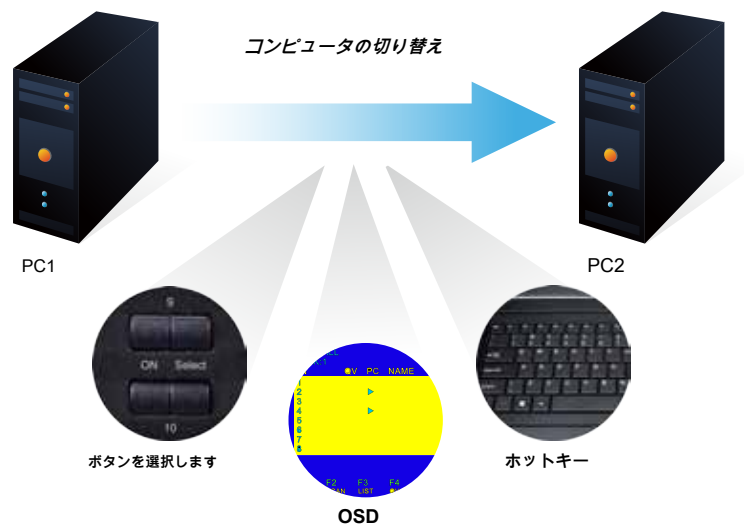 コンピュータの切り替え
PC1
PC2
9
ON Select
10
V PC NAME
1
2
3
4
5
6
7
8
F2 F3 F4
LIST
ボタンを選択します
ホットキー
OSD